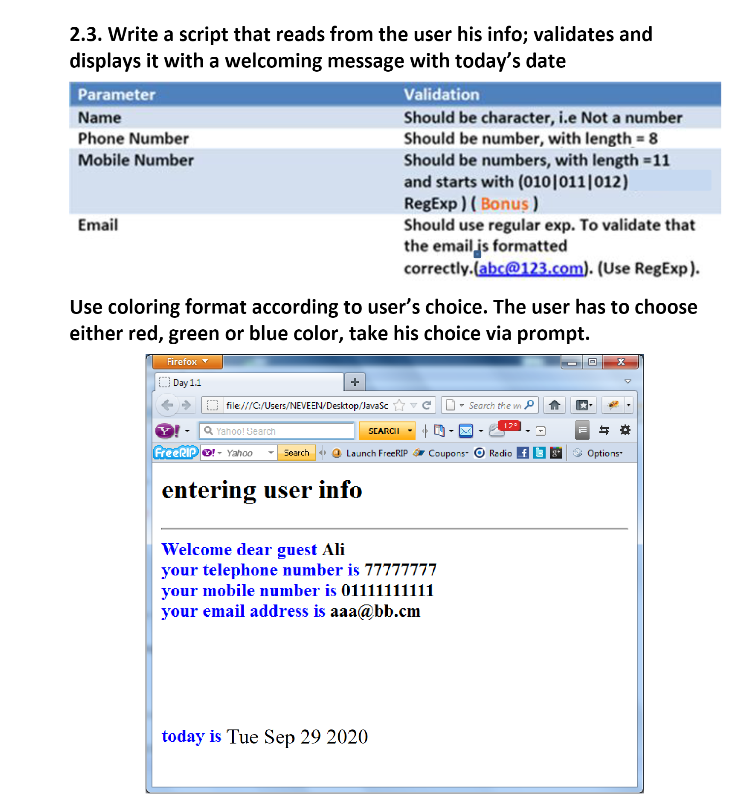 2.3. Write a script that reads from the user his info; validates and
displays it with a welcoming message with today's date
Parameter Validation
Name Should be character, i.e Not a number
Phone Number Should be number, with length = 8
Mobile Number Should be numbers, with length =11
and starts with (010|011|012)
RegExp ) ( Bonus )
Email Should use regular exp. To validate that
the email is formatted
correctly.(abc@123.com). (Use RegExp).
Use coloring format according to user's choice. The user has to choose
either red, green or blue color, take his choice via prompt.
Firefox
Day 1.1
file:///C:/Users/NEVEEN/Desktop/JavaSc Search the w
Y! Yahoo! Search SEARCH 12°
FreeRIP Y! - Yahoo Search Launch FreeRIP Coupons Radio f Options
entering user info
Welcome dear guest Ali
your telephone number is 77777777
your mobile number is 01111111111
your email address is aaa@bb.cm
today is Tue Sep 29 2020